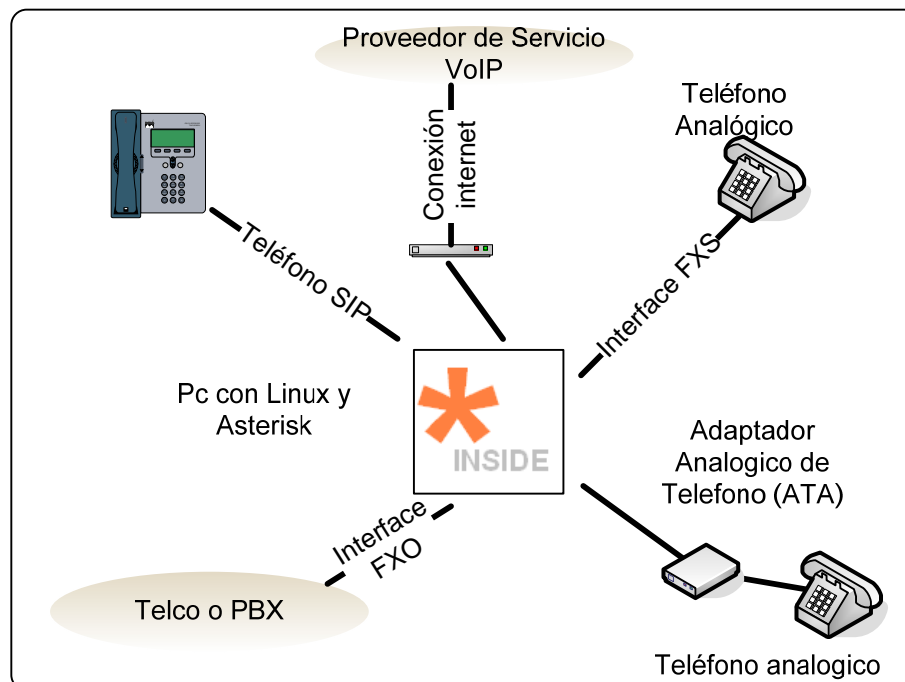 Proveedor de Servicio
VoIP
Teléfono
Analógico
Conexión
internet
Teléfono SIP
Interface FXS
Pc con Linux y
Asterisk
INSIDE
Adaptador
Analogico de
Telefono (ATA)
Interface
FXO
Telco o PBX
Teléfono analogico